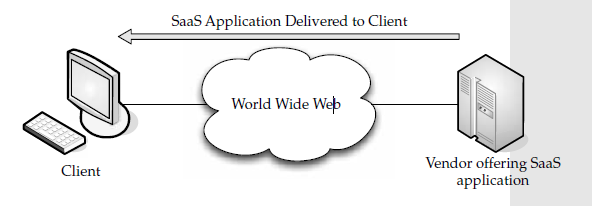 SaaS Application Delivered to Client
World Wide Web
Client
Vendor offering SaaS
application